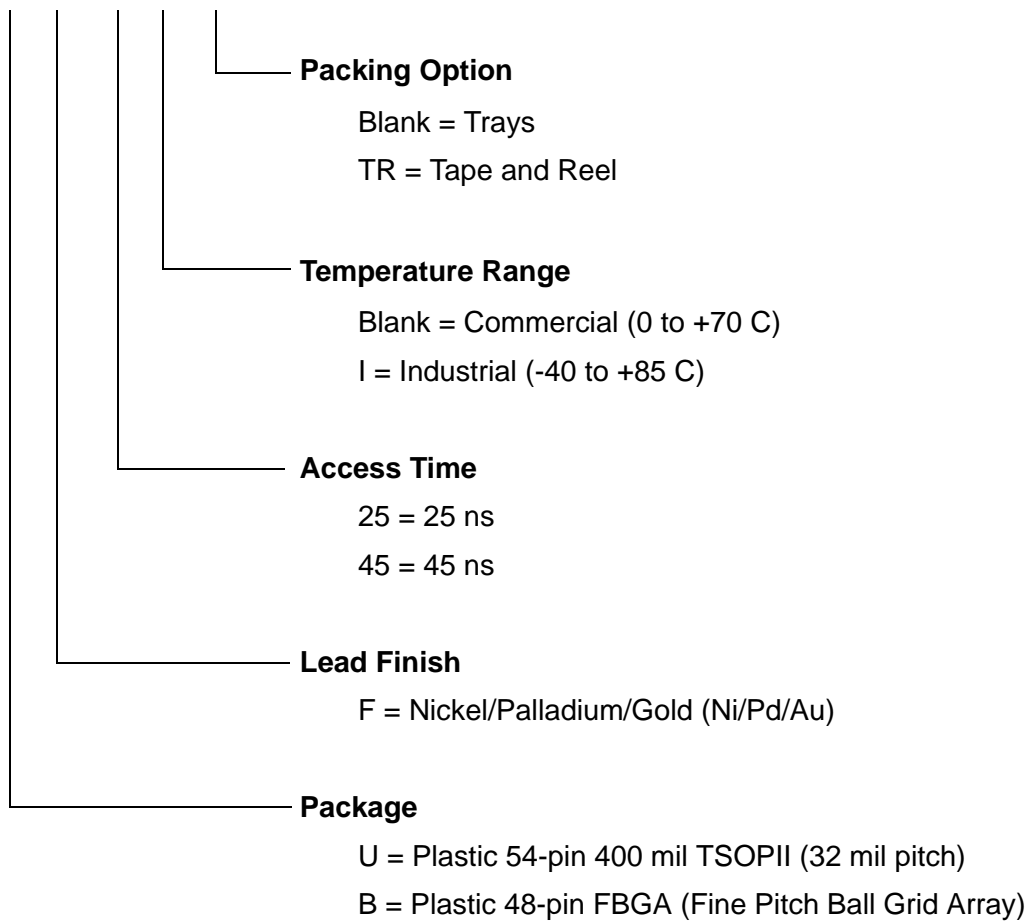 Packing Option
Blank = Trays
TR = Tape and Reel
Temperature Range
Blank = Commercial (0 to +70 C)
I = Industrial (-40 to +85 C)
Access Time
25 = 25 ns
45 = 45 ns
Lead Finish
F = Nickel/Palladium/Gold (Ni/Pd/Au)
Package
U = Plastic 54-pin 400 mil TSOPII (32 mil pitch)
B = Plastic 48-pin FBGA (Fine Pitch Ball Grid Array)